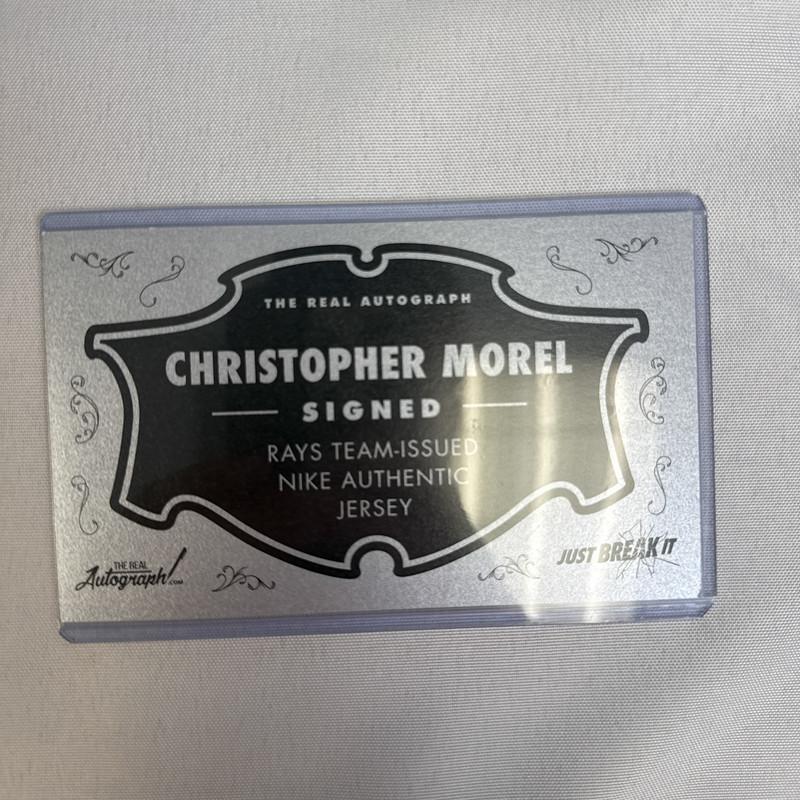 THE REAL AUTOGRAPH
CHRISTOPHER MOREL
SIGNED
RAYS TEAM-ISSUED
NIKE AUTHENTIC
JERSEY
THE REAL
Autograph!.COM
JUST BREAK IT